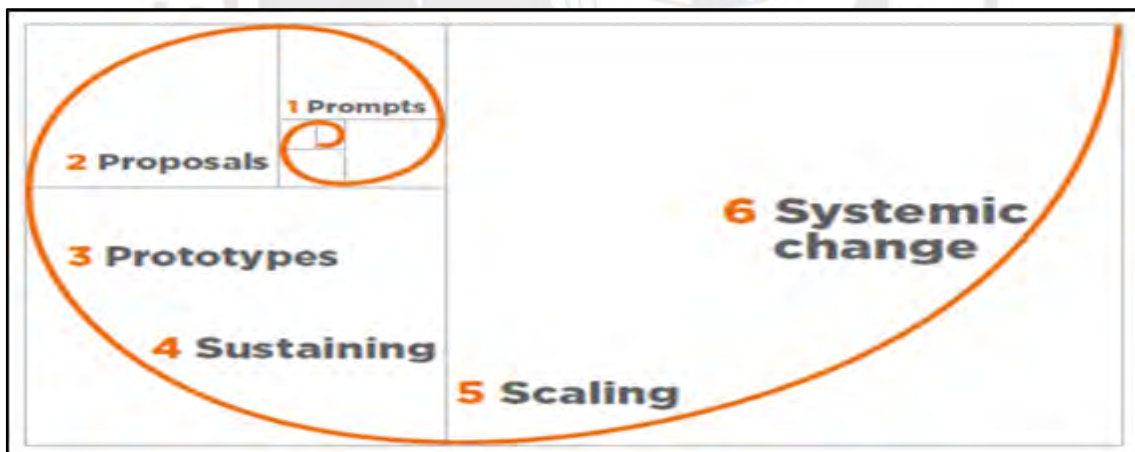 1 Prompts
2 Proposals
3 Prototypes
4 Sustaining
5 Scaling
6 Systemic
change